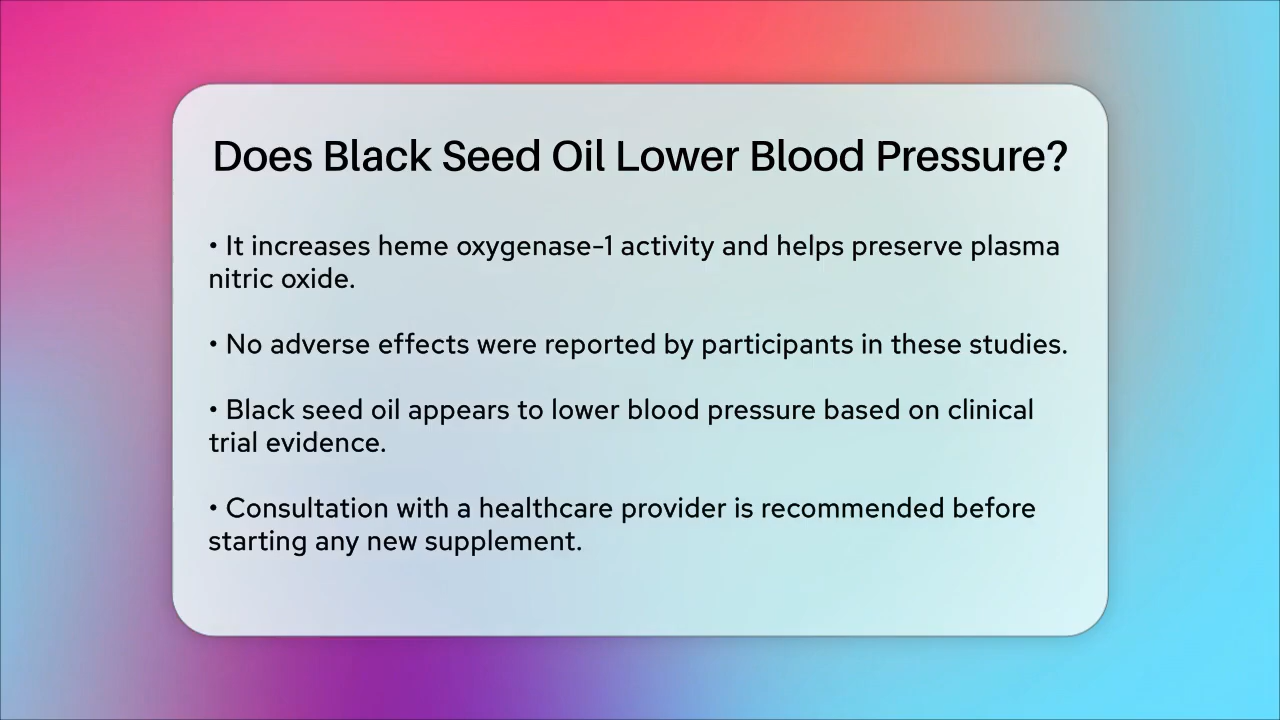 Does Black Seed Oil Lower Blood Pressure?
• It increases heme oxygenase-1 activity and helps preserve plasma
nitric oxide.
• No adverse effects were reported by participants in these studies.
• Black seed oil appears to lower blood pressure based on clinical
trial evidence.
• Consultation with a healthcare provider is recommended before
starting any new supplement.